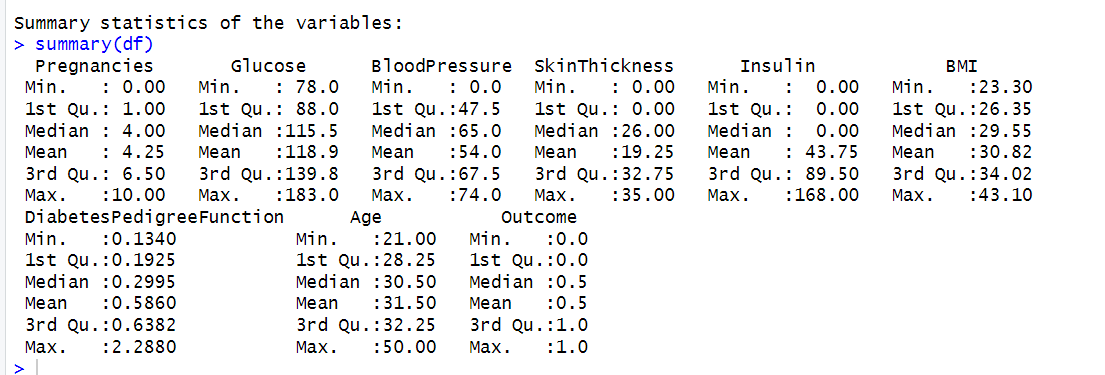 Summary statistics of the variables:
> summary(df)
  Pregnancies       Glucose      BloodPressure  SkinThickness      Insulin            BMI
 Min.   : 0.00   Min.   : 78.0   Min.   : 0.0   Min.   : 0.00   Min.   :  0.00   Min.   :23.30
 1st Qu.: 1.00   1st Qu.: 88.0   1st Qu.:47.5   1st Qu.: 0.00   1st Qu.:  0.00   1st Qu.:26.35
 Median : 4.00   Median :115.5   Median :65.0   Median :26.00   Median :  0.00   Median :29.55
 Mean   : 4.25   Mean   :118.9   Mean   :54.0   Mean   :19.25   Mean   : 43.75   Mean   :30.82
 3rd Qu.: 6.50   3rd Qu.:139.8   3rd Qu.:67.5   3rd Qu.:32.75   3rd Qu.: 89.50   3rd Qu.:34.02
 Max.   :10.00   Max.   :183.0   Max.   :74.0   Max.   :35.00   Max.   :168.00   Max.   :43.10
 DiabetesPedigreeFunction      Age           Outcome
 Min.   :0.1340           Min.   :21.00   Min.   :0.0
 1st Qu.:0.1925           1st Qu.:28.25   1st Qu.:0.0
 Median :0.2995           Median :30.50   Median :0.5
 Mean   :0.5860           Mean   :31.50   Mean   :0.5
 3rd Qu.:0.6382           3rd Qu.:32.25   3rd Qu.:1.0
 Max.   :2.2880           Max.   :50.00   Max.   :1.0
>